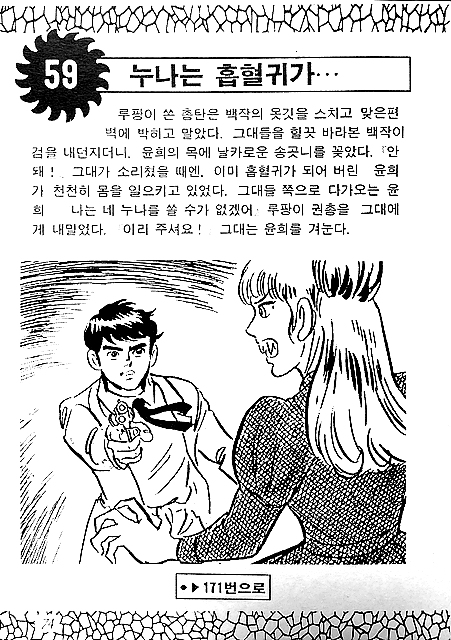 59
누나는 흡혈귀가…
루팡이 쏜 총탄은 백작의 옷깃을 스치고 맞은편
벽에 박히고 말았다. 그대들을 힐끗 바라본 백작이
검을 내던지더니, 윤희의 목에 날카로운 송곳니를 꽂았다. 『안
돼! 』 그대가 소리쳤을 때엔, 이미 흡혈귀가 되어 버린 윤희
가 천천히 몸을 일으키고 있었다. 그대들 쪽으로 다가오는 윤
희 나는 네 누나를 쏠 수가 없겠어』 루팡이 권총을 그대에
게 내밀었다. 『이리 주셔요! 』 그대는 윤희를 겨눈다.
●▶171번으로